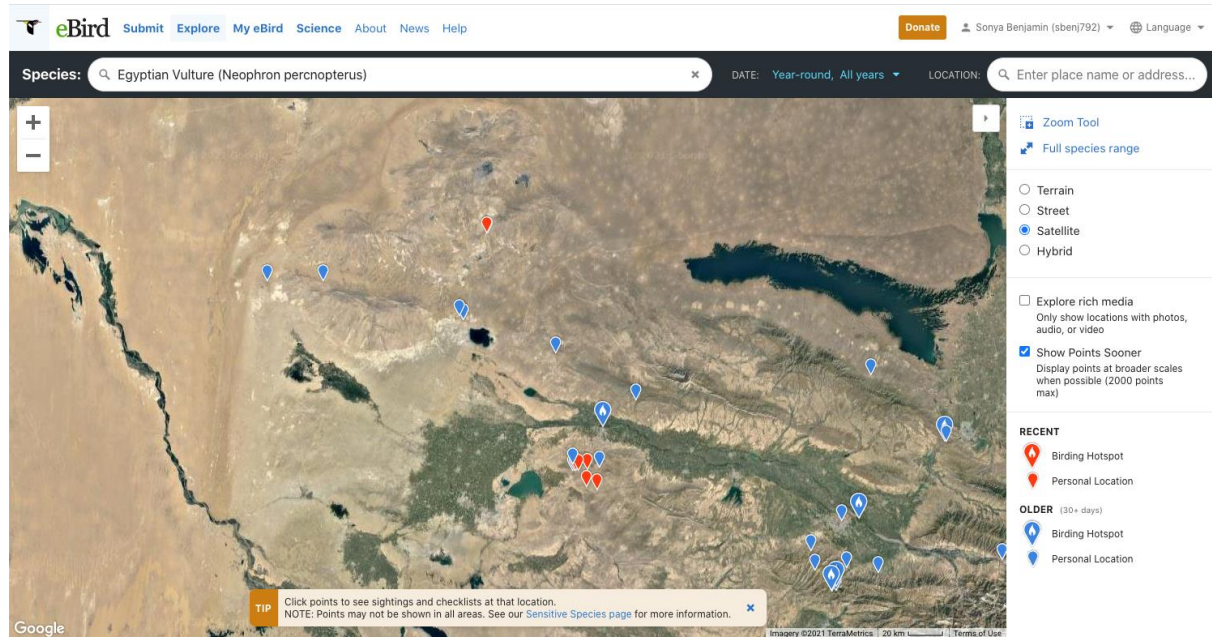 eBird Submit Explore My eBird Science About News Help Donate Sonya Benjamin (sbenj792) Language
Species: Egyptian Vulture (Neophron percnopterus) × DATE: Year-round, All years LOCATION: Enter place name or address...
+
−
Zoom Tool
Full species range
Terrain
Street
Satellite
Hybrid
Explore rich media
Only show locations with photos,
audio, or video
Show Points Sooner
Display points at broader scales
when possible (2000 points
max)
RECENT
Birding Hotspot
Personal Location
OLDER (30+ days)
Birding Hotspot
Personal Location
TIP
Click points to see sightings and checklists at that location.
NOTE: Points may not be shown in all areas. See our Sensitive Species page for more information.
Google
Imagery ©2021 TerraMetrics 20 km Terms of Use